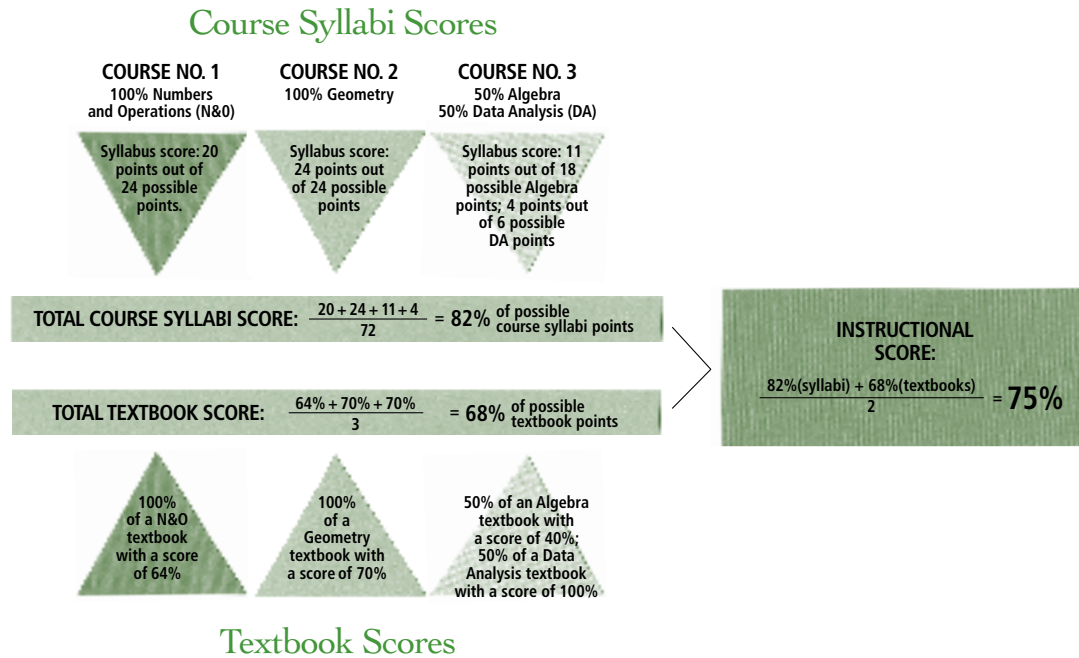 Course Syllabi Scores
COURSE NO. 1
100% Numbers
and Operations (N&0)
COURSE NO. 2
100% Geometry
COURSE NO. 3
50% Algebra
50% Data Analysis (DA)
Syllabus score: 20
points out of
24 possible
points.
Syllabus score:
24 points out
of 24 possible
points
Syllabus score: 11
points out of 18
possible Algebra
points; 4 points out
of 6 possible
DA points
TOTAL COURSE SYLLABI SCORE: 20 + 24 + 11 + 4 / 72 = 82% of possible
course syllabi points
TOTAL TEXTBOOK SCORE: 64% + 70% + 70% / 3 = 68% of possible
textbook points
INSTRUCTIONAL
SCORE:
82%(syllabi) + 68%(textbooks) / 2 = 75%
100%
of a N&O
textbook
with a score
of 64%
100%
of a
Geometry
textbook with
a score of 70%
50% of an Algebra
textbook with
a score of 40%;
50% of a Data
Analysis textbook
with a score of 100%
Textbook Scores